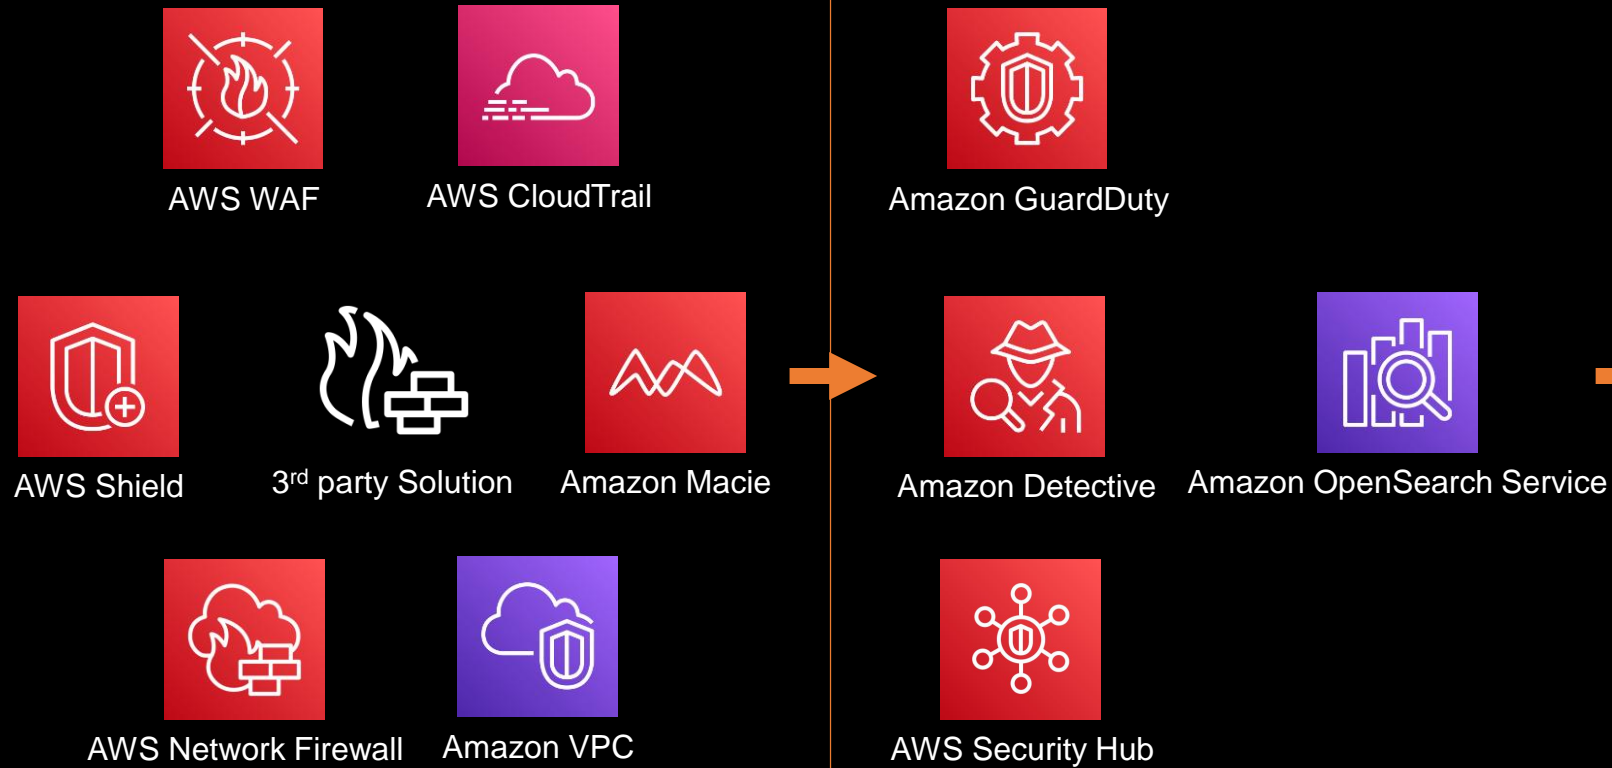 AWS WAF
AWS CloudTrail
Amazon GuardDuty
AWS Shield
3rd party Solution
Amazon Macie
Amazon Detective
Amazon OpenSearch Service
AWS Network Firewall
Amazon VPC
AWS Security Hub